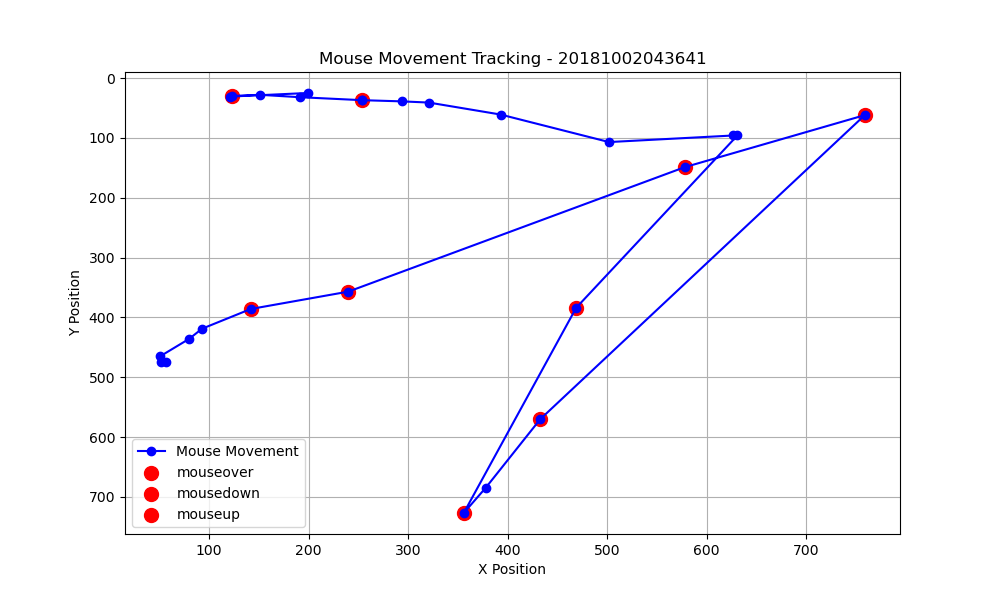 Mouse Movement Tracking - 20181002043641
0
100
200
300
400
500
600
700
Y Position
Mouse Movement
mouseover
mousedown
mouseup
100 200 300 400 500 600 700
X Position